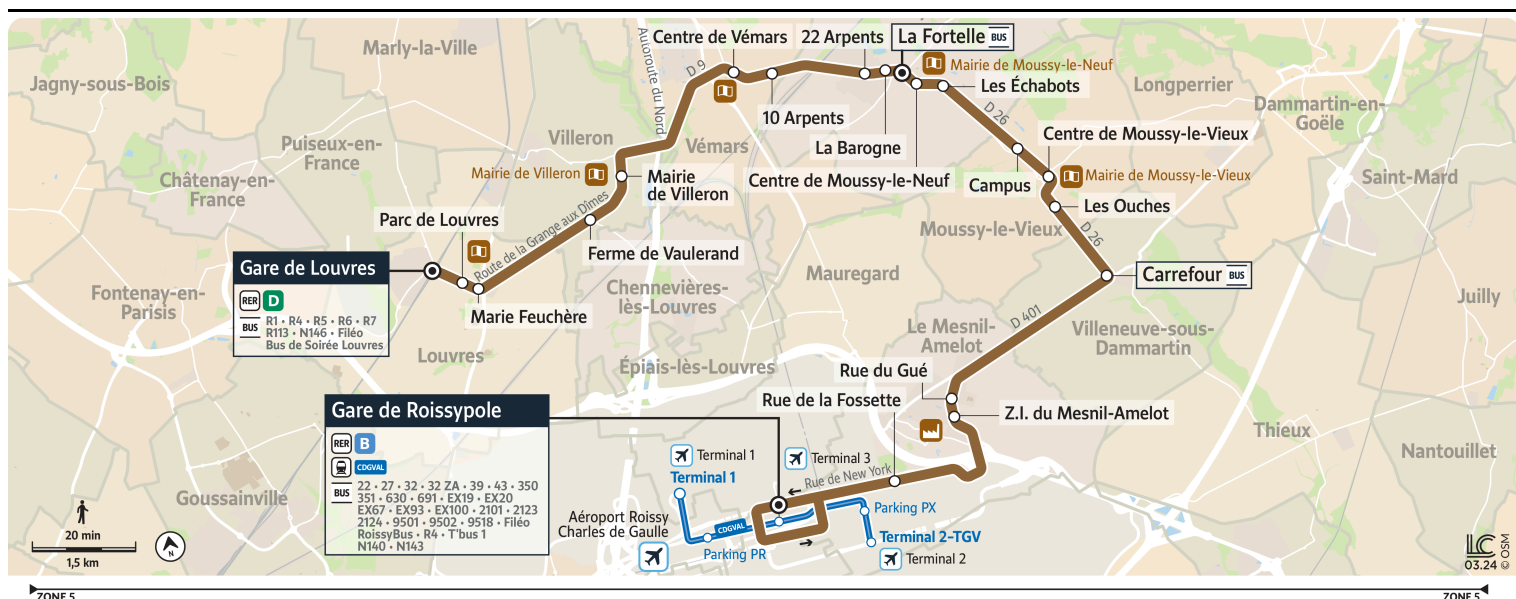 Marly-la-Ville
Jagny-sous-Bois
Autoroute du Nord
D 9
Centre de Vémars
22 Arpents
La Fortelle BUS
Mairie de Moussy-le-Neuf
Les Échabots
Longperrier
Dammartin-en-
Goële
10 Arpents
D 26
Villeron
Vémars
Puiseux-en-
France
La Barogne
Centre de Moussy-le-Vieux
Châtenay-en-
France
Mairie de Villeron
Mairie
de Villeron
Centre de Moussy-le-Neuf
Campus
Mairie de Moussy-le-Vieux
Saint-Mard
Parc de Louvres
Route de la Grange aux Dîmes
Les Ouches
Moussy-le-Vieux
D 26
Ferme de Vaulerand
Gare de Louvres
RER D
BUS
R1 • R4 • R5 • R6 • R7
R113 • N146 • Filéo
Bus de Soirée Louvres
Mauregard
Carrefour BUS
Fontenay-en-
Parisis
Chennevières-
lès-Louvres
Juilly
Marie Feuchère
D 401
Le Mesnil-
Amelot
Villeneuve-sous-
Dammartin
Louvres
Épiais-lès-Louvres
Rue du Gué
Rue de la Fossette
Z.I. du Mesnil-Amelot
Gare de Roissypole
RER B
CDGVAL
BUS
22 • 27 • 32 • 32 ZA • 39 • 43 • 350
351 • 630 • 691 • EX19 • EX20
EX67 • EX93 • EX100 • 2101 • 2123
2124 • 9501 • 9502 • 9518 • Filéo
RoissyBus • R4 • T'bus 1
N140 • N143
Thieux
Nantouillet
Terminal 1
Terminal 1
Terminal 3
Rue de New York
Goussainville
Aéroport Roissy
Charles de Gaulle
CDGVAL
Parking PX
Parking PR
Terminal 2-TGV
Terminal 2
20 min
1,5 km
N
LC
03.24
© OSM
ZONE 5
ZONE 5